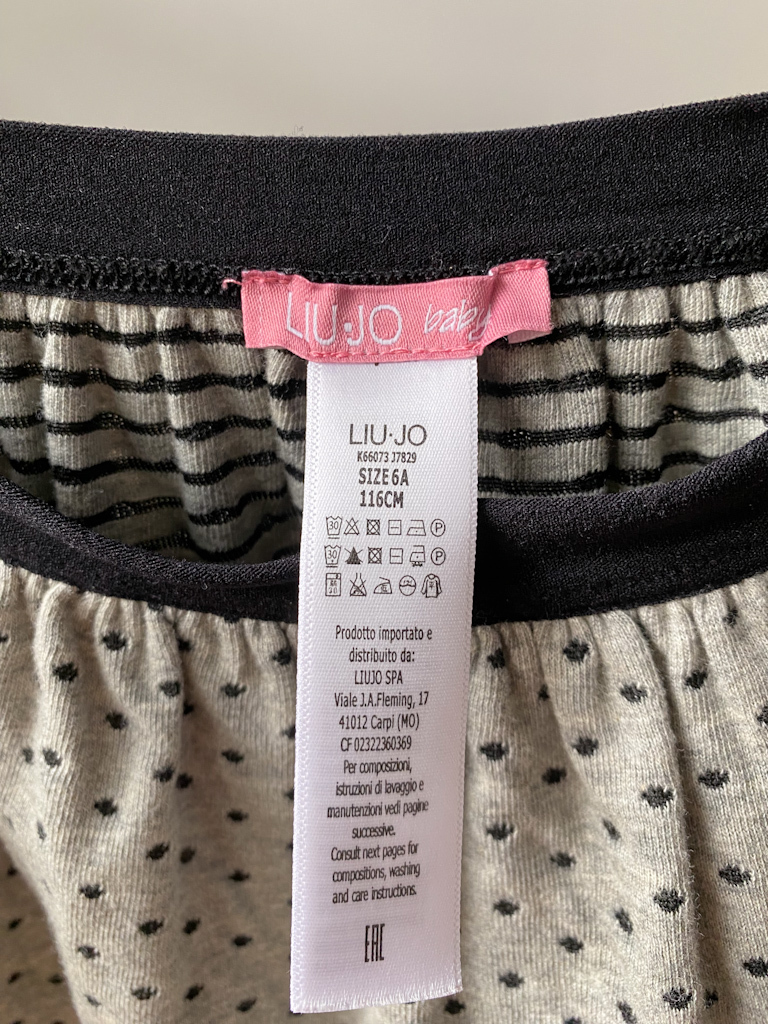 LIU·JO baby
LIU·JO
K66073 J7829
SIZE 6A
116CM
30 P
30 P
Prodotto importato e
distribuito da:
LIUJO SPA
Viale J.A.Fleming, 17
41012 Carpi (MO)
CF 02322360369
Per composizioni,
istruzioni di lavaggio e
manutenzioni vedi pagine
successive.
Consult next pages for
compositions, washing
and care instructions.
EAC